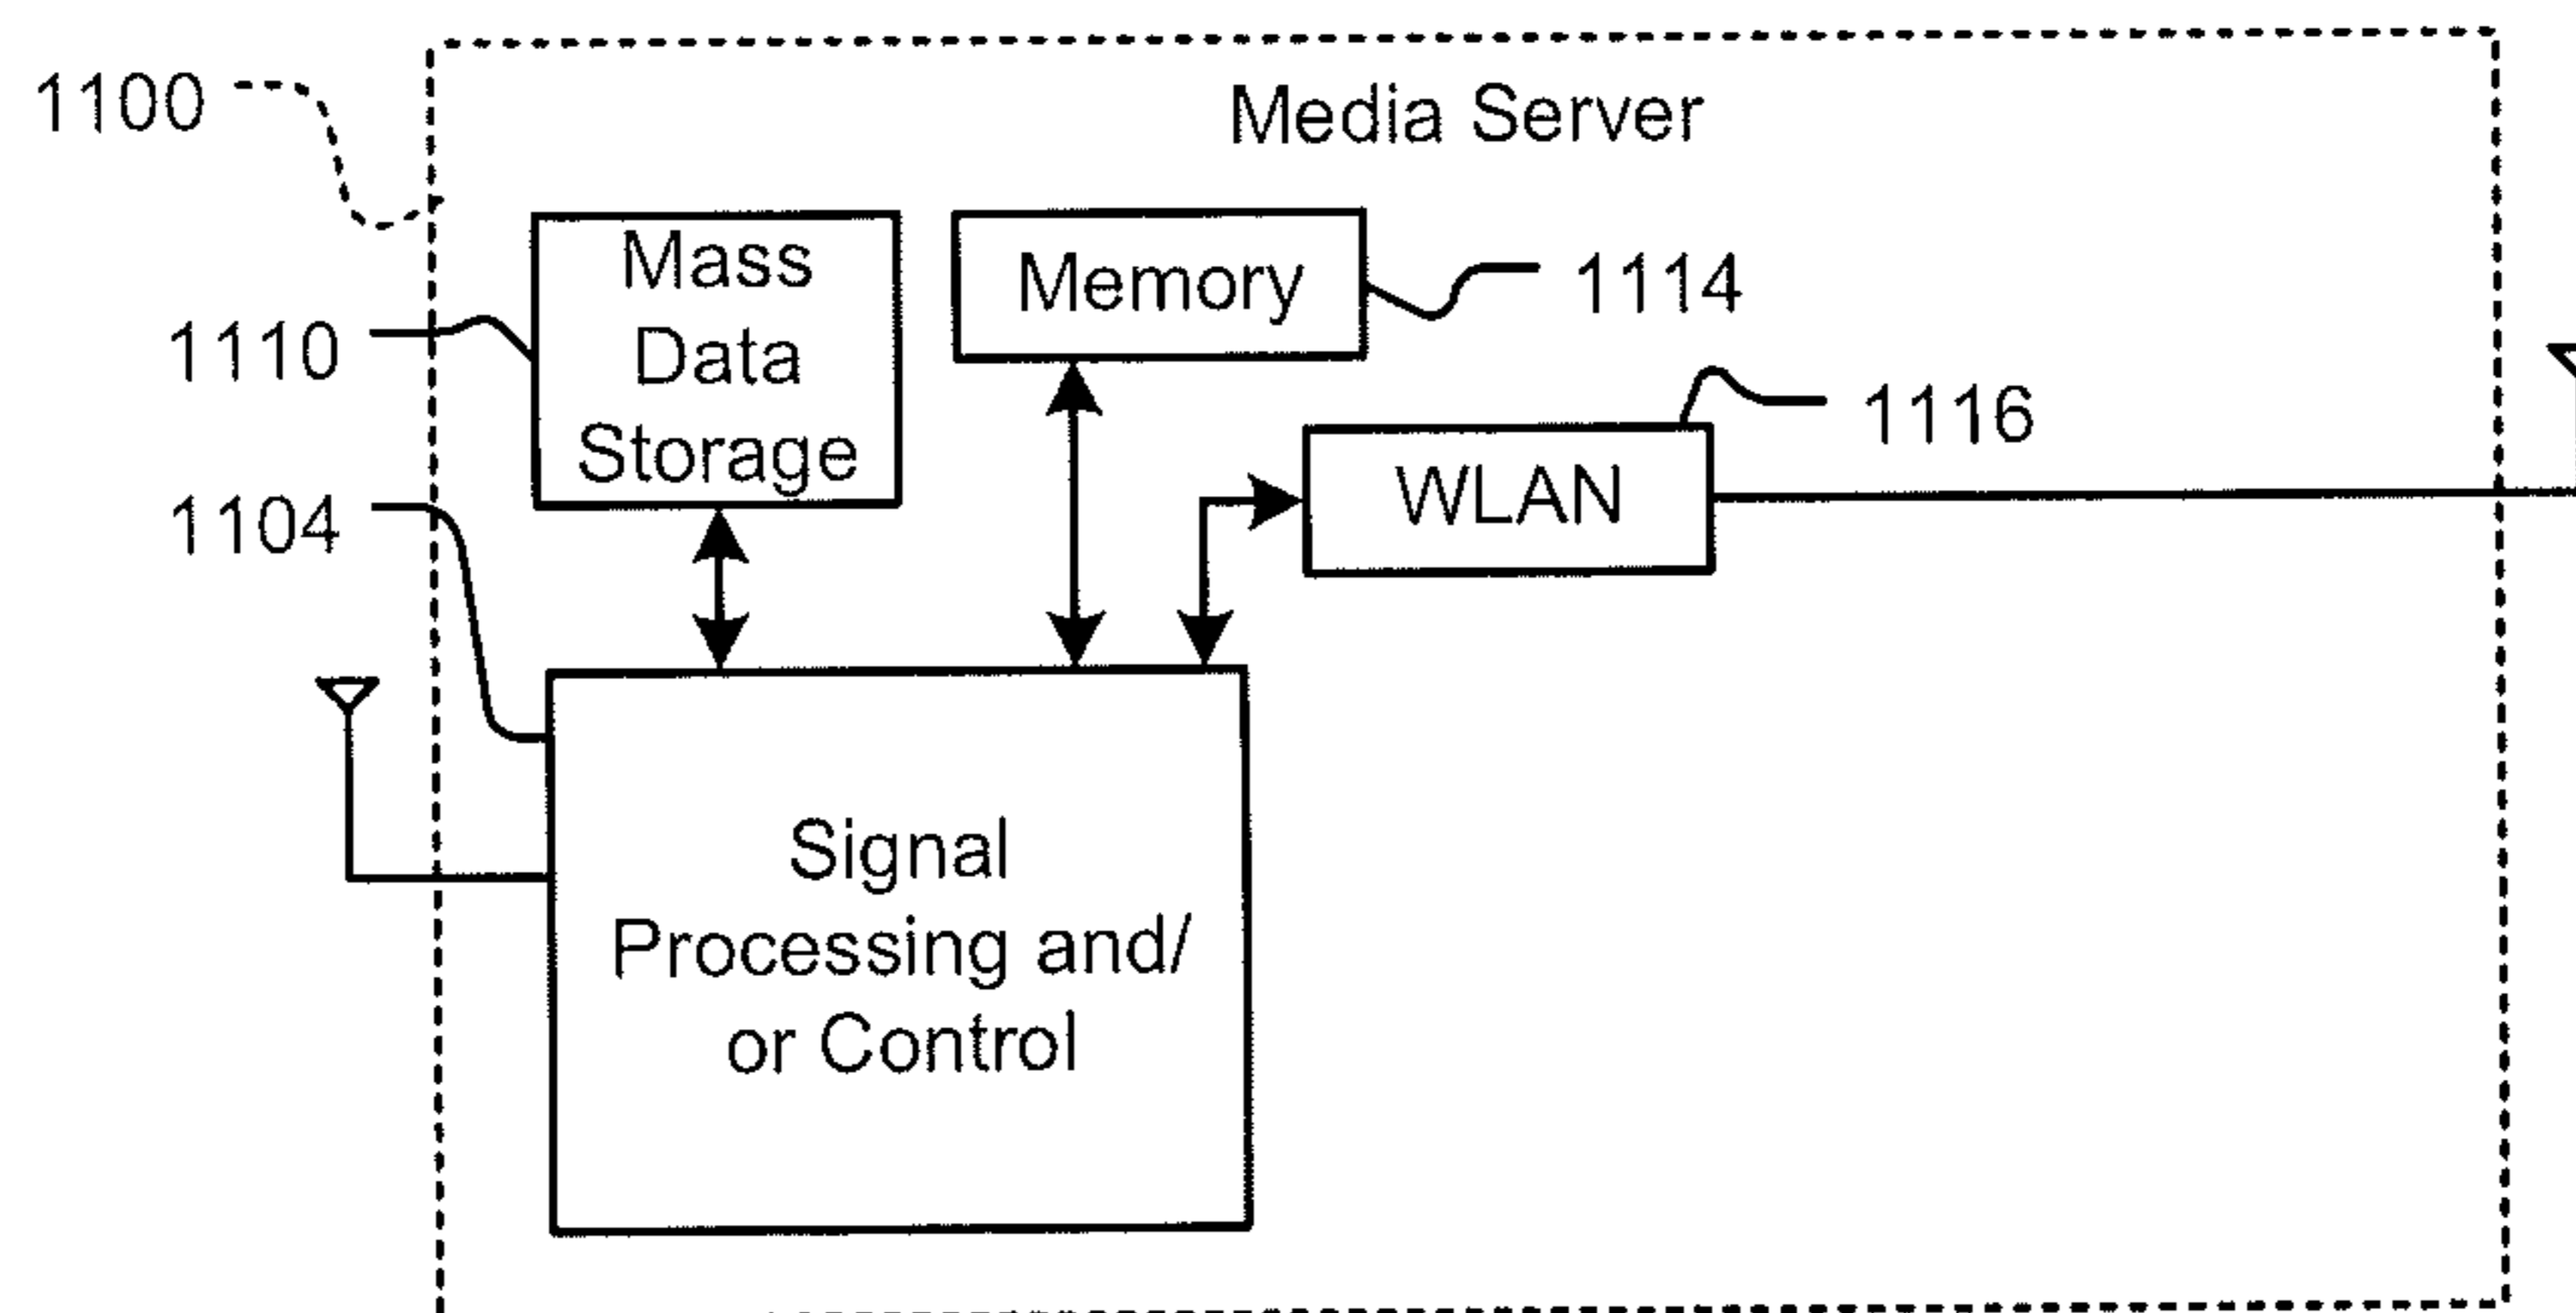 1100
Media Server
Mass
Data
Storage
Memory
1114
1110
1116
WLAN
1104
Signal
Processing and/
or Control